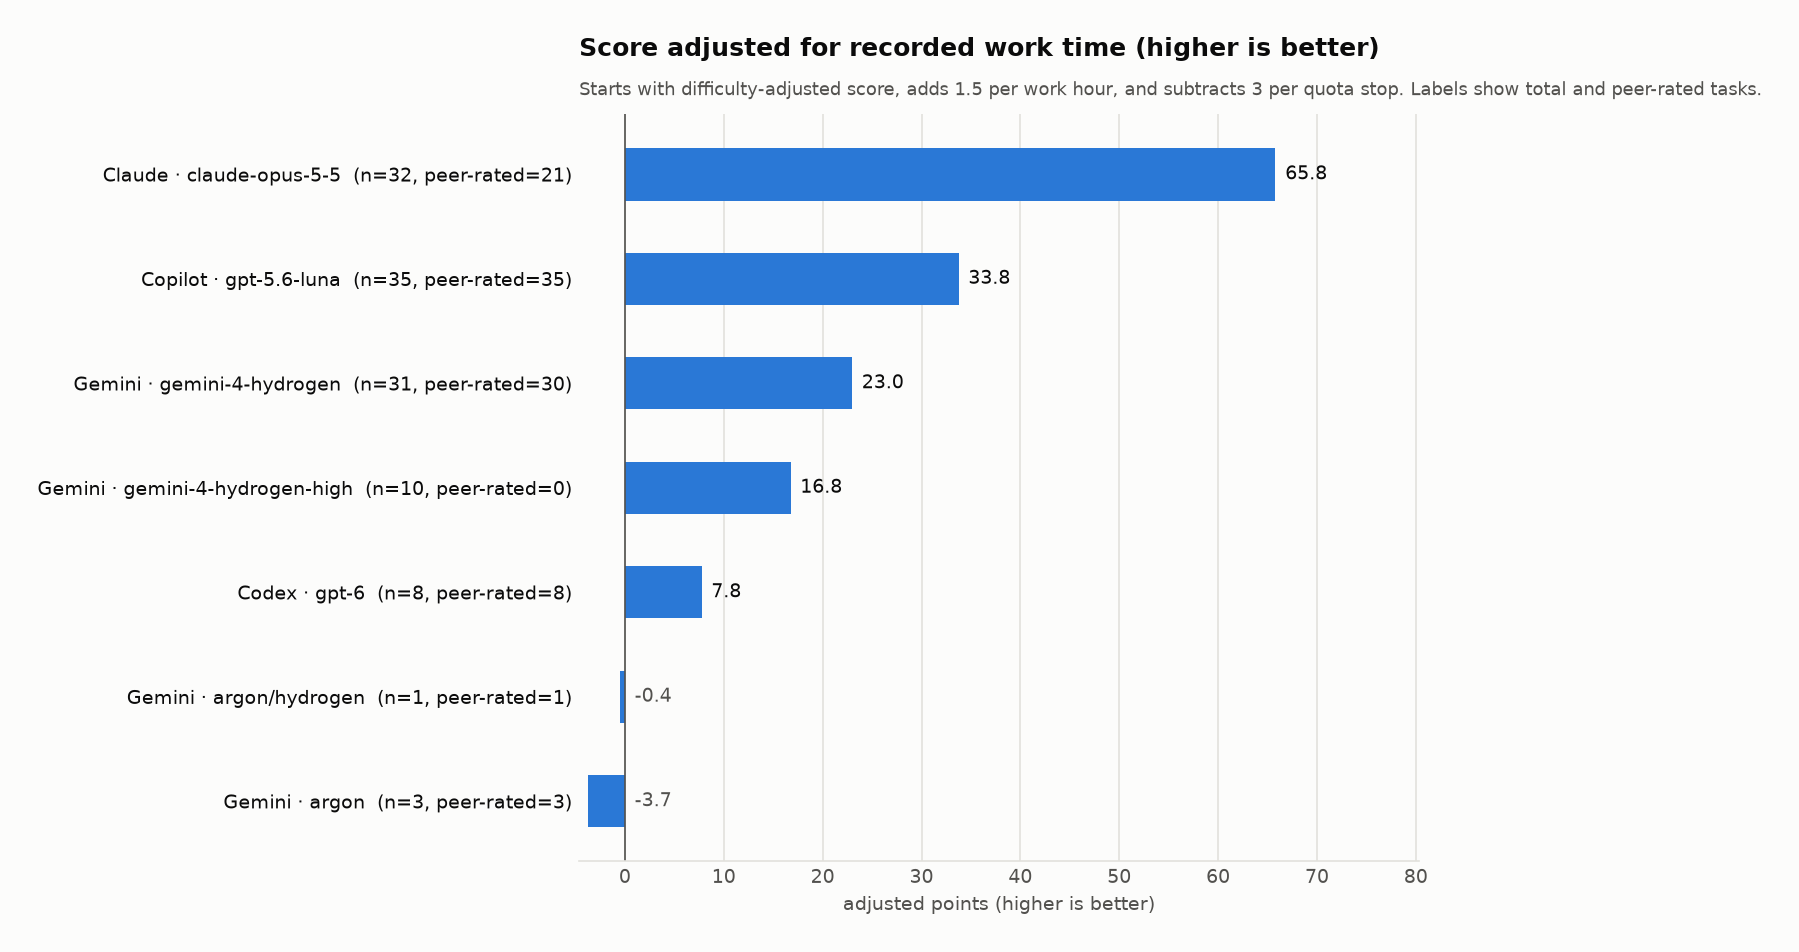 Score adjusted for recorded work time (higher is better)
Starts with difficulty-adjusted score, adds 1.5 per work hour, and subtracts 3 per quota stop. Labels show total and peer-rated tasks.
Claude · claude-opus-5-5 (n=32, peer-rated=21) 65.8
Copilot · gpt-5.6-luna (n=35, peer-rated=35) 33.8
Gemini · gemini-4-hydrogen (n=31, peer-rated=30) 23.0
Gemini · gemini-4-hydrogen-high (n=10, peer-rated=0) 16.8
Codex · gpt-6 (n=8, peer-rated=8) 7.8
Gemini · argon/hydrogen (n=1, peer-rated=1) -0.4
Gemini · argon (n=3, peer-rated=3) -3.7
0 10 20 30 40 50 60 70 80
adjusted points (higher is better)